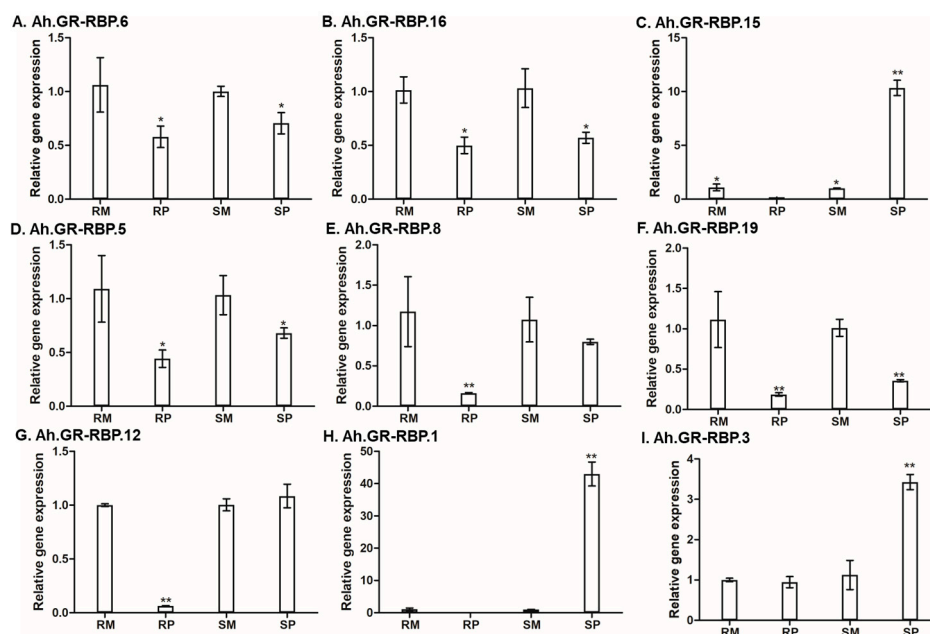 A. Ah.GR-RBP.6
Relative gene expression
1.5
1.0
0.5
0.0
*
*
RM RP SM SP
B. Ah.GR-RBP.16
Relative gene expression
1.5
1.0
0.5
0.0
*
*
RM RP SM SP
C. Ah.GR-RBP.15
Relative gene expression
15
10
5
0
*
*
**
RM RP SM SP
D. Ah.GR-RBP.5
Relative gene expression
1.5
1.0
0.5
0.0
*
*
RM RP SM SP
E. Ah.GR-RBP.8
Relative gene expression
2.0
1.5
1.0
0.5
0.0
**
RM RP SM SP
F. Ah.GR-RBP.19
Relative gene expression
2.0
1.5
1.0
0.5
0.0
**
**
RM RP SM SP
G. Ah.GR-RBP.12
Relative gene expression
1.5
1.0
0.5
0.0
**
RM RP SM SP
H. Ah.GR-RBP.1
Relative gene expression
50
40
30
20
10
0
**
RM RP SM SP
I. Ah.GR-RBP.3
Relative gene expression
4
3
2
1
0
**
RM RP SM SP